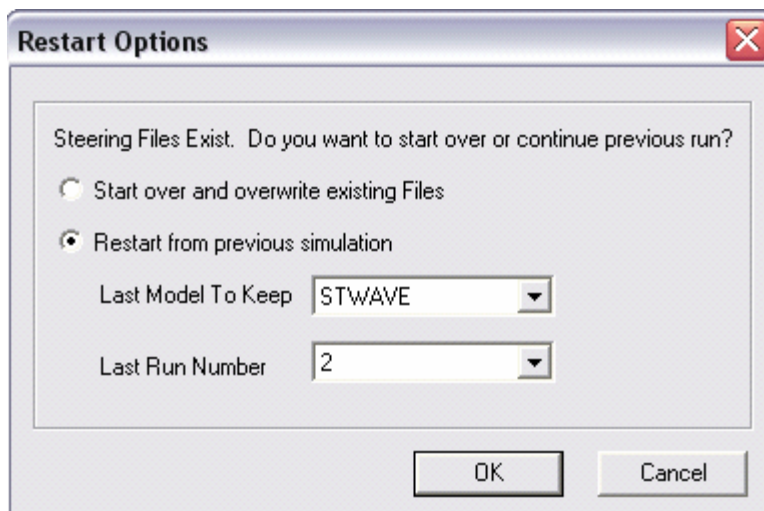 Restart Options
Steering Files Exist. Do you want to start over or continue previous run?
Start over and overwrite existing Files
Restart from previous simulation
Last Model To Keep STWAVE
Last Run Number 2
OK Cancel